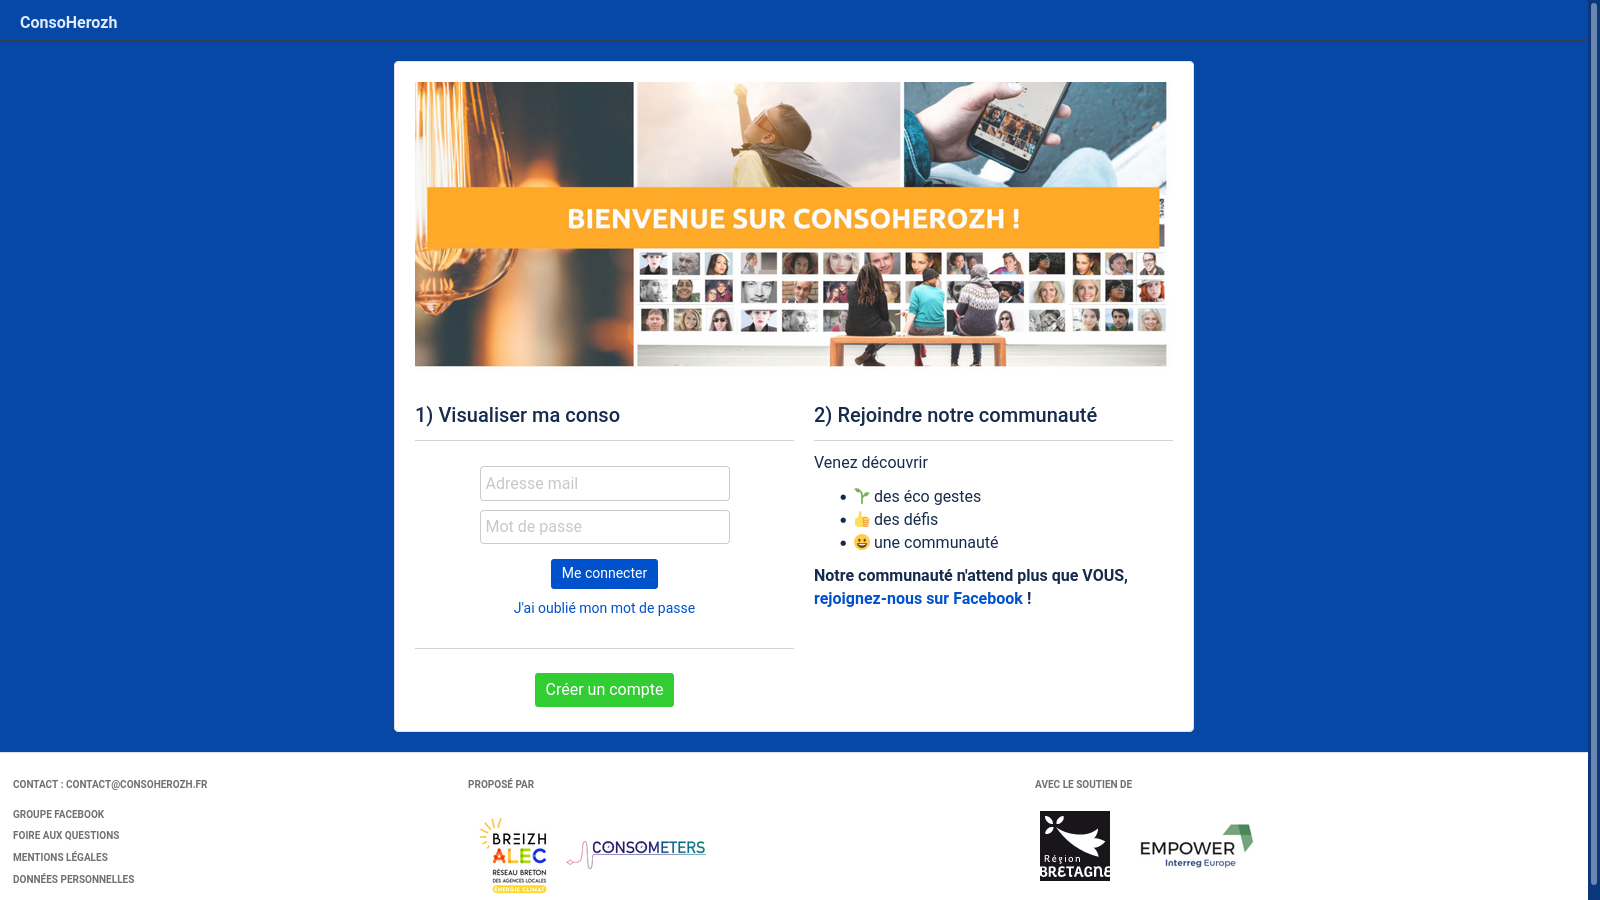 ConsoHerozh
BIENVENUE SUR CONSOHEROZH !
1) Visualiser ma conso
Adresse mail
Mot de passe
Me connecter
J'ai oublié mon mot de passe
Créer un compte
2) Rejoindre notre communauté
Venez découvrir
• des éco gestes
• des défis
• une communauté
Notre communauté n'attend plus que VOUS,
rejoignez-nous sur Facebook !
CONTACT : CONTACT@CONSOHEROZH.FR
GROUPE FACEBOOK
FOIRE AUX QUESTIONS
MENTIONS LÉGALES
DONNÉES PERSONNELLES
PROPOSÉ PAR
BREIZH
ALEC
RÉSEAU BRETON
DES AGENCES LOCALES
ÉNERGIE CLIMAT
CONSOMETERS
AVEC LE SOUTIEN DE
Région
BRETAGNE
EMPOWER
Interreg Europe